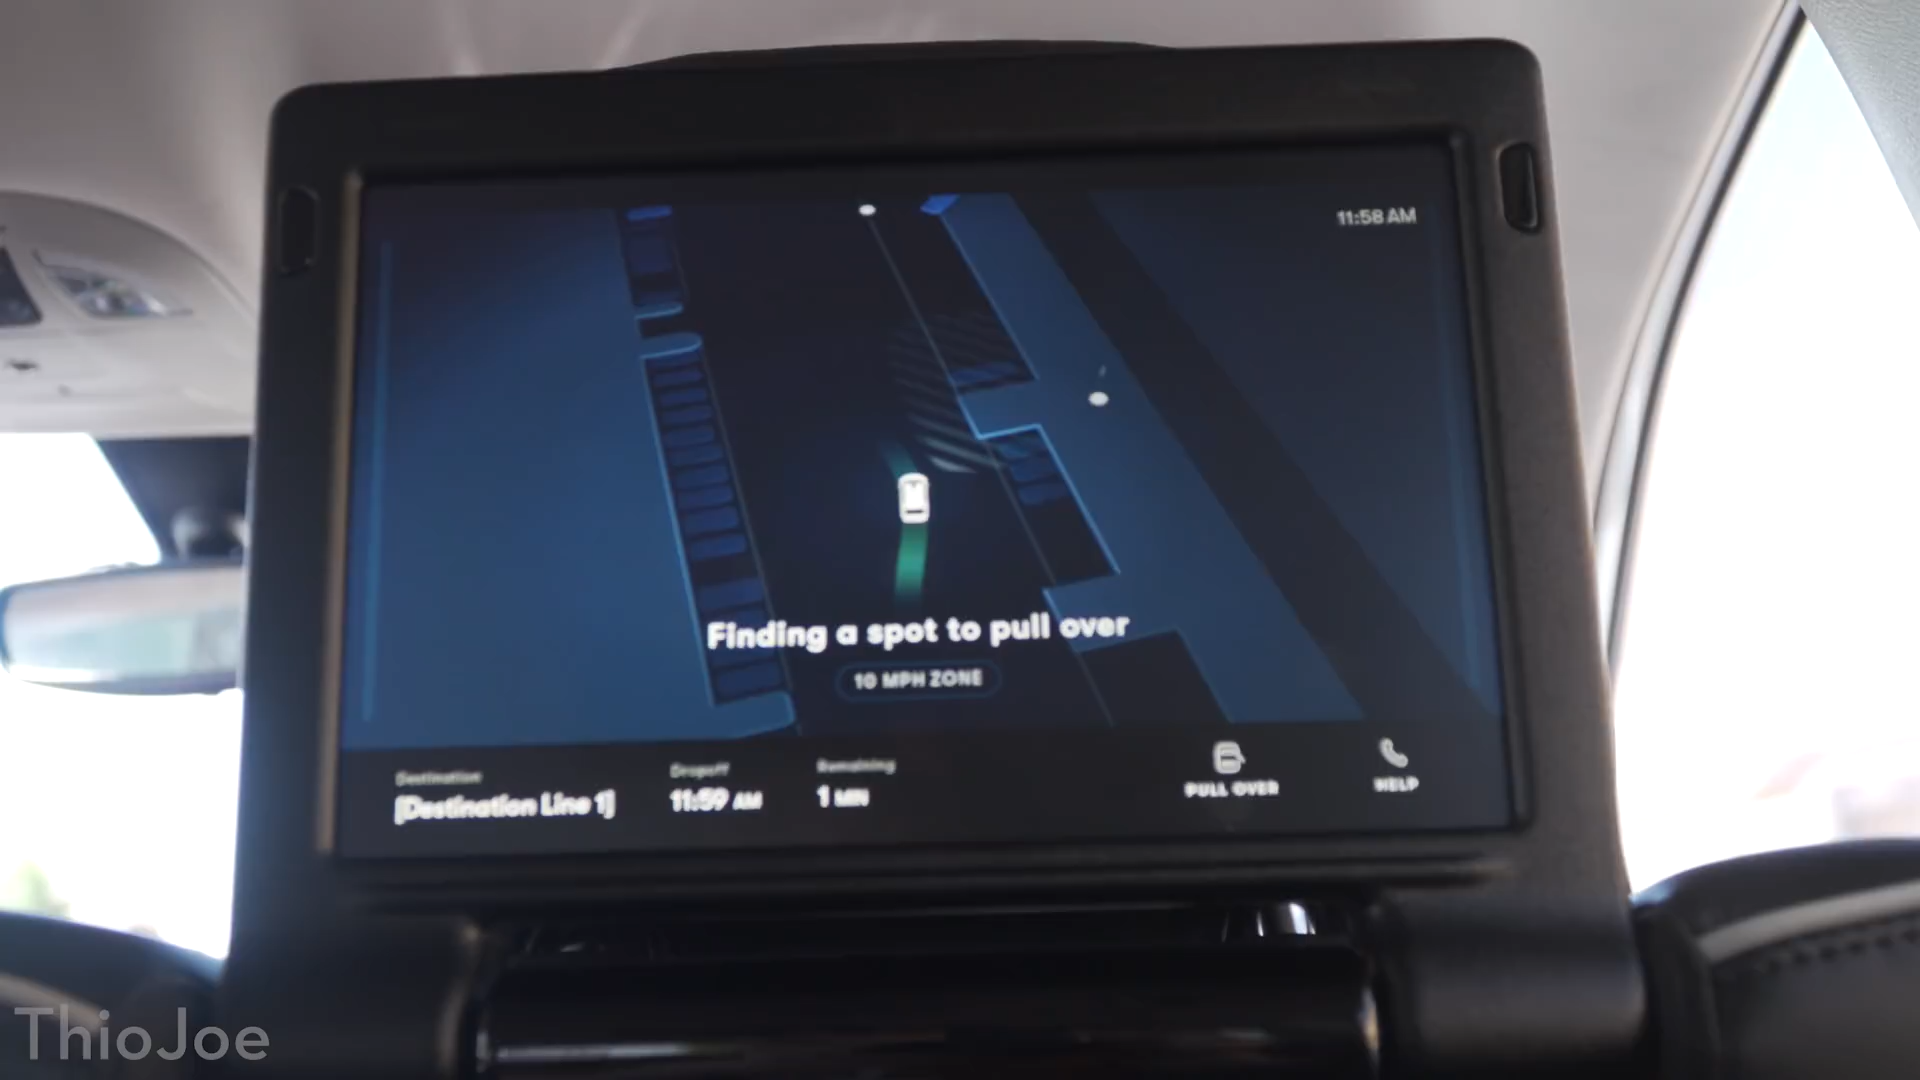 11:58 AM
Finding a spot to pull over
10 MPH ZONE
Destination
[Destination Line 1]
Dropoff
11:59 AM
Remaining
1 MIN
PULL OVER
HELP
ThioJoe